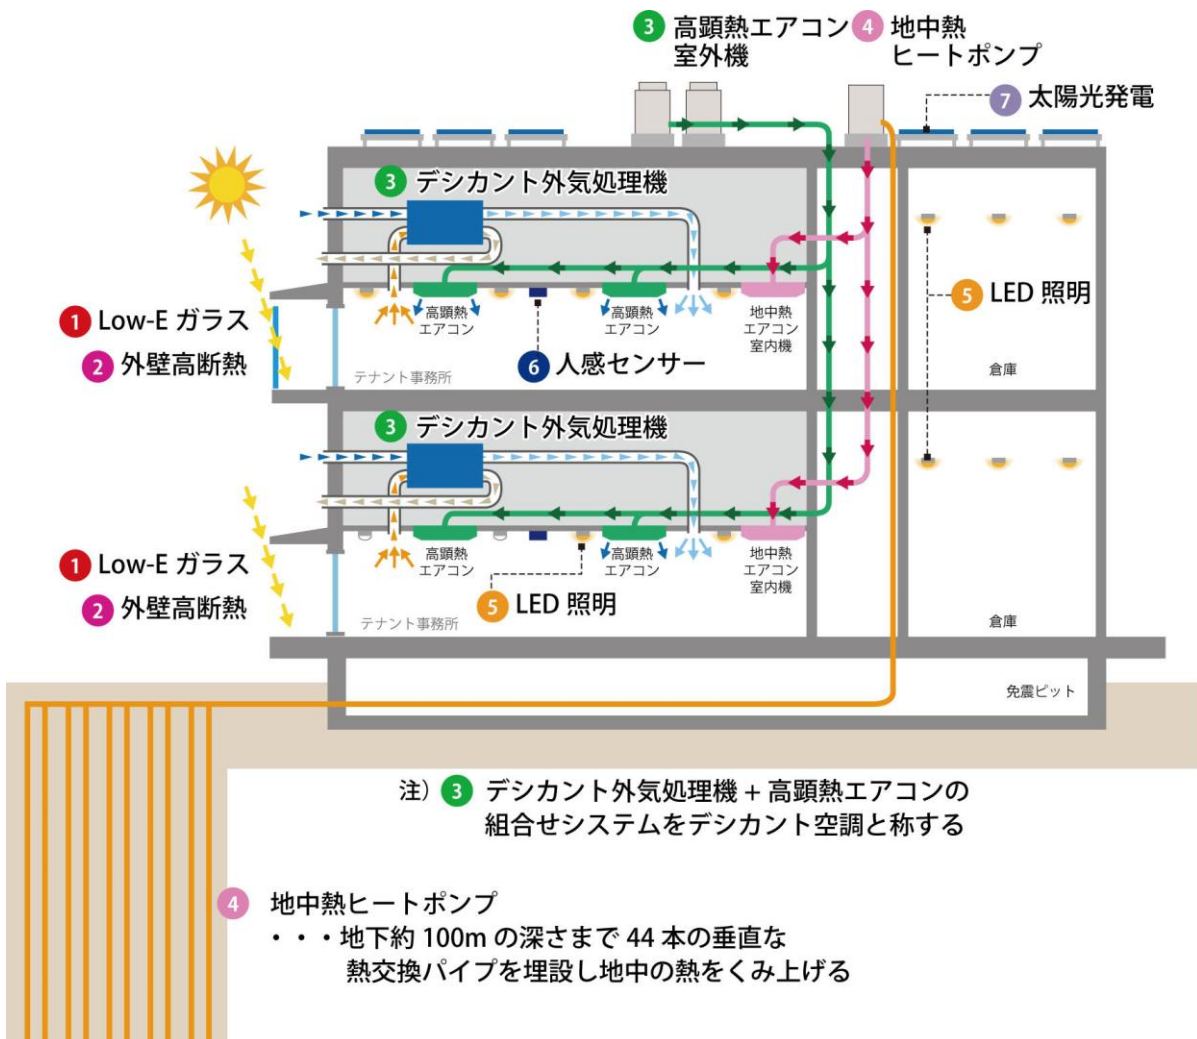 3 高顕熱エアコン
室外機
4 地中熱
ヒートポンプ
7 太陽光発電
3 デシカント外気処理機
5 LED 照明
1 Low-E ガラス
2 外壁高断熱
高顕熱
エアコン
6 人感センサー
高顕熱
エアコン
地中熱
エアコン
室内機
テナント事務所
倉庫
3 デシカント外気処理機
1 Low-E ガラス
2 外壁高断熱
高顕熱
エアコン
5 LED 照明
高顕熱
エアコン
地中熱
エアコン
室内機
テナント事務所
倉庫
免震ピット
注）3 デシカント外気処理機 + 高顕熱エアコンの
組合せシステムをデシカント空調と称する
4 地中熱ヒートポンプ
・・・地下約 100m の深さまで 44 本の垂直な
熱交換パイプを埋設し地中の熱をくみ上げる